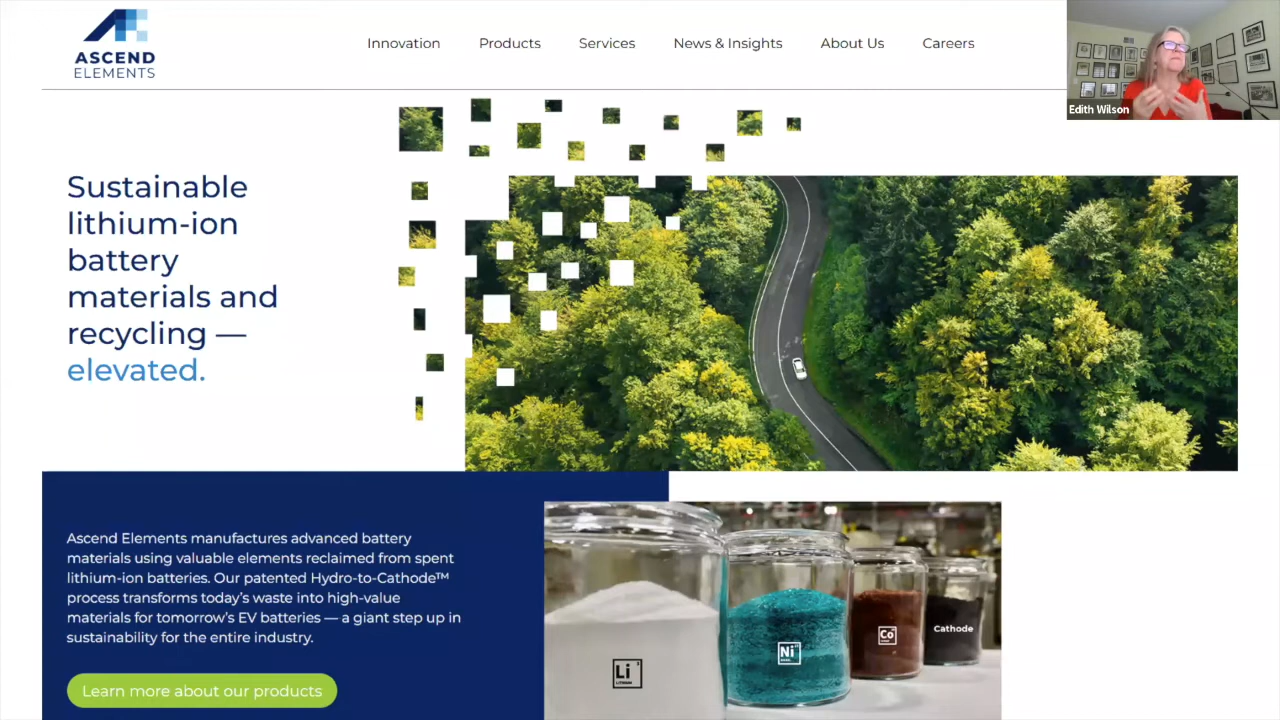 ASCEND
ELEMENTS
Innovation
Products
Services
News & Insights
About Us
Careers
Edith Wilson
Sustainable
lithium-ion
battery
materials and
recycling —
elevated.
Ascend Elements manufactures advanced battery
materials using valuable elements reclaimed from spent
lithium-ion batteries. Our patented Hydro-to-Cathode™
process transforms today's waste into high-value
materials for tomorrow's EV batteries — a giant step up in
sustainability for the entire industry.
Learn more about our products
Li
LITHIUM
Ni
Co
Cathode